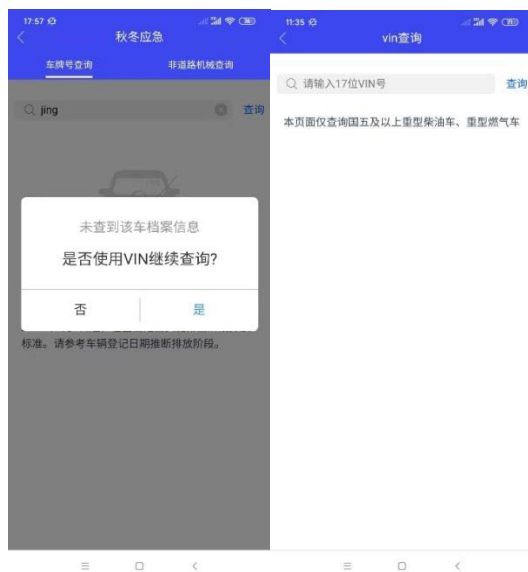 17:57
秋冬应急
车牌号查询
非道路机械查询
jing
查询
未查到该车档案信息
是否使用VIN继续查询?
否
是
标准。请参考车辆登记日期推断排放阶段。
11:35
vin查询
请输入17位VIN号
查询
本页面仅查询国五及以上重型柴油车、重型燃气车